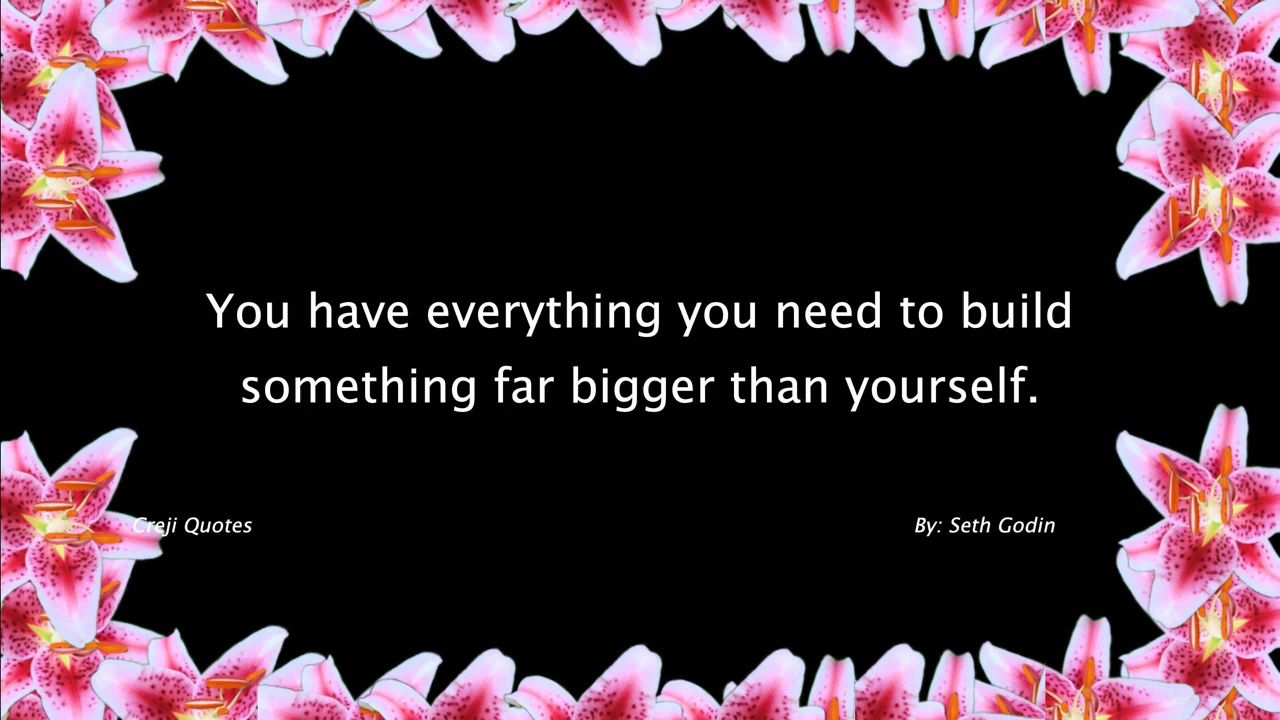 You have everything you need to build
something far bigger than yourself.
Creji Quotes
By: Seth Godin